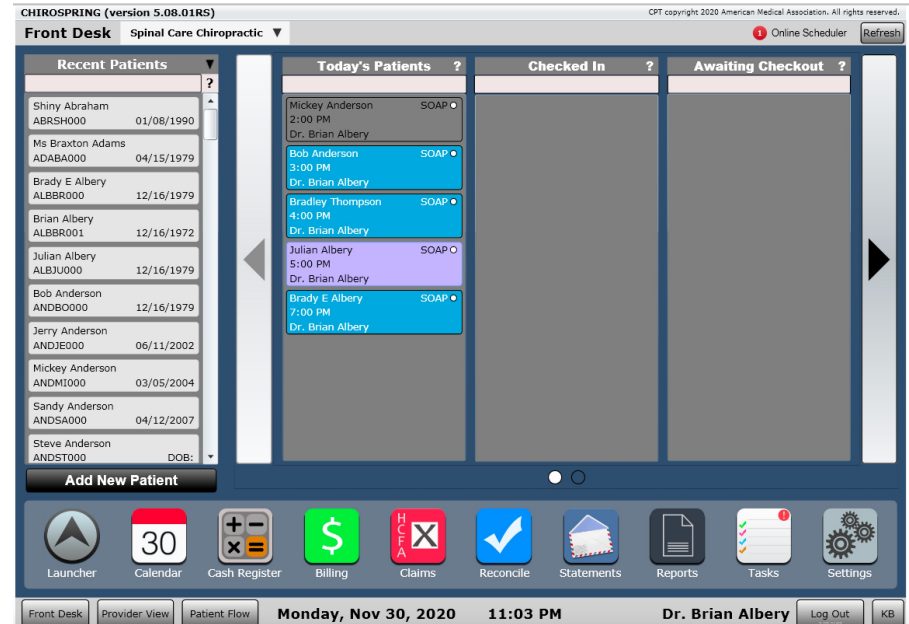 CHIROSPRING (version 5.08.01RS)
CPT copyright 2020 American Medical Association. All rights reserved.
Front Desk Spinal Care Chiropractic ▼
1 Online Scheduler Refresh
Recent Patients ▼
?
Shiny Abraham
ABRSH000 01/08/1990
Ms Braxton Adams
ADABA000 04/15/1979
Brady E Albery
ALBBR000 12/16/1979
Brian Albery
ALBBR001 12/16/1972
Julian Albery
ALBJU000 12/16/1979
Bob Anderson
ANDBO000 12/16/1979
Jerry Anderson
ANDJE000 06/11/2002
Mickey Anderson
ANDMI000 03/05/2004
Sandy Anderson
ANDSA000 04/12/2007
Steve Anderson
ANDST000 DOB:
Add New Patient
Today's Patients ?
Mickey Anderson SOAP
2:00 PM
Dr. Brian Albery
Bob Anderson SOAP
3:00 PM
Dr. Brian Albery
Bradley Thompson SOAP
4:00 PM
Dr. Brian Albery
Julian Albery SOAP
5:00 PM
Dr. Brian Albery
Brady E Albery SOAP
7:00 PM
Dr. Brian Albery
Checked In ?
Awaiting Checkout ?
30
$
HCFA X
!
Launcher Calendar Cash Register Billing Claims Reconcile Statements Reports Tasks Settings
Front Desk Provider View Patient Flow Monday, Nov 30, 2020 11:03 PM Dr. Brian Albery Log Out KB